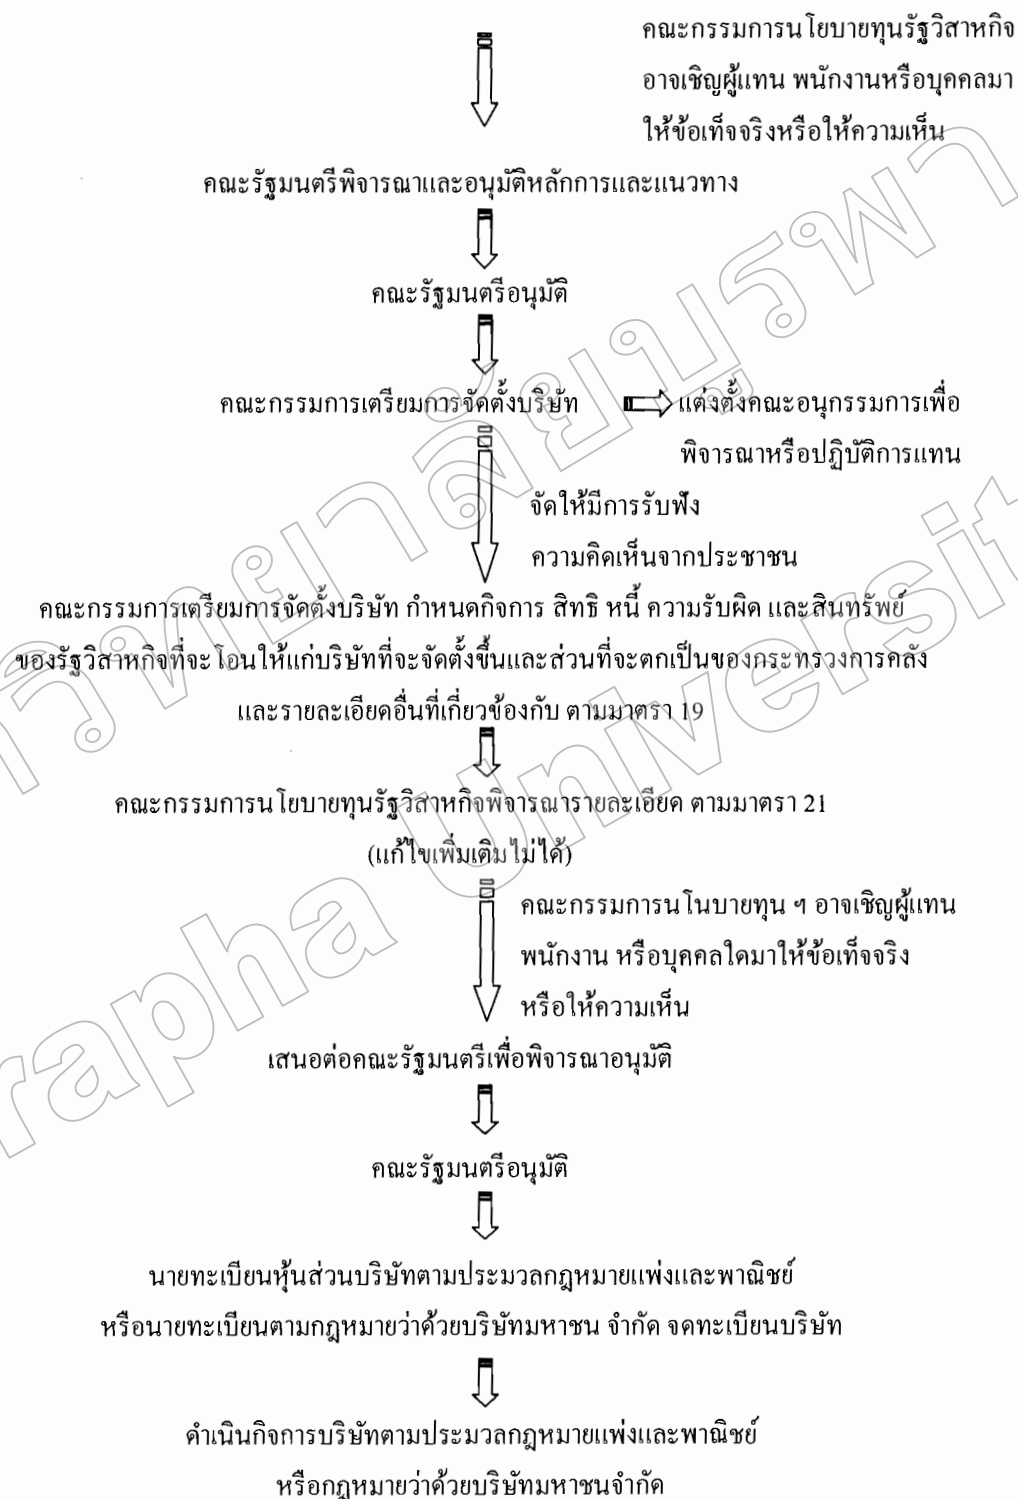 คณะกรรมการนโยบายทุนรัฐวิสาหกิจ
อาจเชิญผู้แทน พนักงานหรือบุคคลมา
ให้ข้อเท็จจริงหรือให้ความเห็น
คณะรัฐมนตรีพิจารณาและอนุมัติหลักการและแนวทาง
คณะรัฐมนตรีอนุมัติ
คณะกรรมการเตรียมการจัดตั้งบริษัท แต่งตั้งคณะอนุกรรมการเพื่อ
พิจารณาหรือปฏิบัติการแทน
จัดให้มีการรับฟัง
ความคิดเห็นจากประชาชน
คณะกรรมการเตรียมการจัดตั้งบริษัท กำหนดกิจการ สิทธิ หนี้ ความรับผิด และสินทรัพย์
ของรัฐวิสาหกิจที่จะโอนให้แก่บริษัทที่จะจัดตั้งขึ้นและส่วนที่จะตกเป็นของกระทรวงการคลัง
และรายละเอียดอื่นที่เกี่ยวข้องกับ ตามมาตรา 19
คณะกรรมการนโยบายทุนรัฐวิสาหกิจพิจารณารายละเอียด ตามมาตรา 21
(แก้ไขเพิ่มเติมไม่ได้)
คณะกรรมการนโนบายทุน ฯ อาจเชิญผู้แทน
พนักงาน หรือบุคคลใดมาให้ข้อเท็จจริง
หรือให้ความเห็น
เสนอต่อคณะรัฐมนตรีเพื่อพิจารณาอนุมัติ
คณะรัฐมนตรีอนุมัติ
นายทะเบียนหุ้นส่วนบริษัทตามประมวลกฎหมายแพ่งและพาณิชย์
หรือนายทะเบียนตามกฎหมายว่าด้วยบริษัทมหาชน จำกัด จดทะเบียนบริษัท
ดำเนินกิจการบริษัทตามประมวลกฎหมายแพ่งและพาณิชย์
หรือกฎหมายว่าด้วยบริษัทมหาชนจำกัด